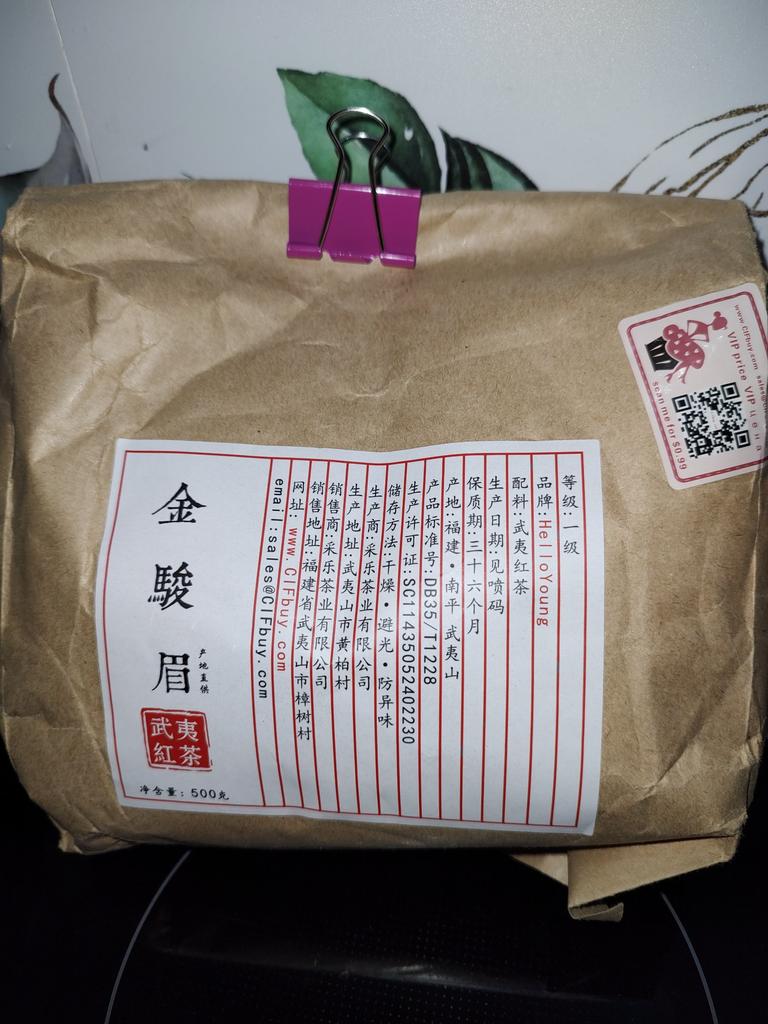 等级:一级
品牌:HelloYoung
配料:武夷红茶
生产日期:见喷码
保质期:三十六个月
产地:福建·南平 武夷山
产品标准号:DB35/T1228
生产许可证:SC11435052402230
储存方法:干燥·避光·防异味
生产商:采乐茶业有限公司
生产地址:武夷山市黄柏村
销售商:采乐茶业有限公司
销售地址:福建省武夷山市樟树村
网址: www.CIFbuy.com
email:sales@CIFbuy.com
金駿眉
产地直供
武夷
紅茶
净含量: 500克
www.CIFbuy.com
VIP price VIP
scan me for $0.99